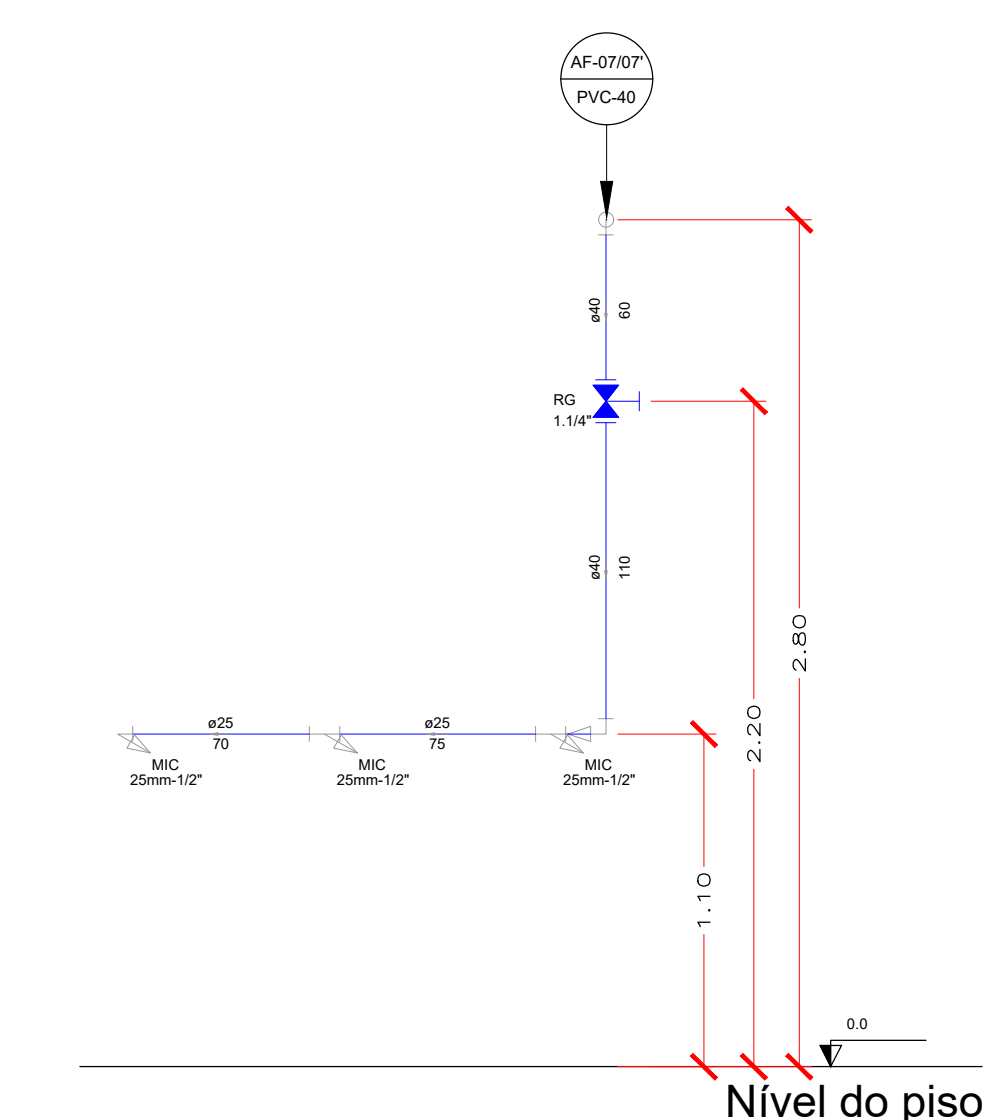 AF-07/07'
PVC-40
ø40
60
RG
1.1/4"
ø40
110
2.80
2.20
ø25
70
ø25
75
MIC
25mm-1/2"
MIC
25mm-1/2"
MIC
25mm-1/2"
1.10
0.0
Nível do piso